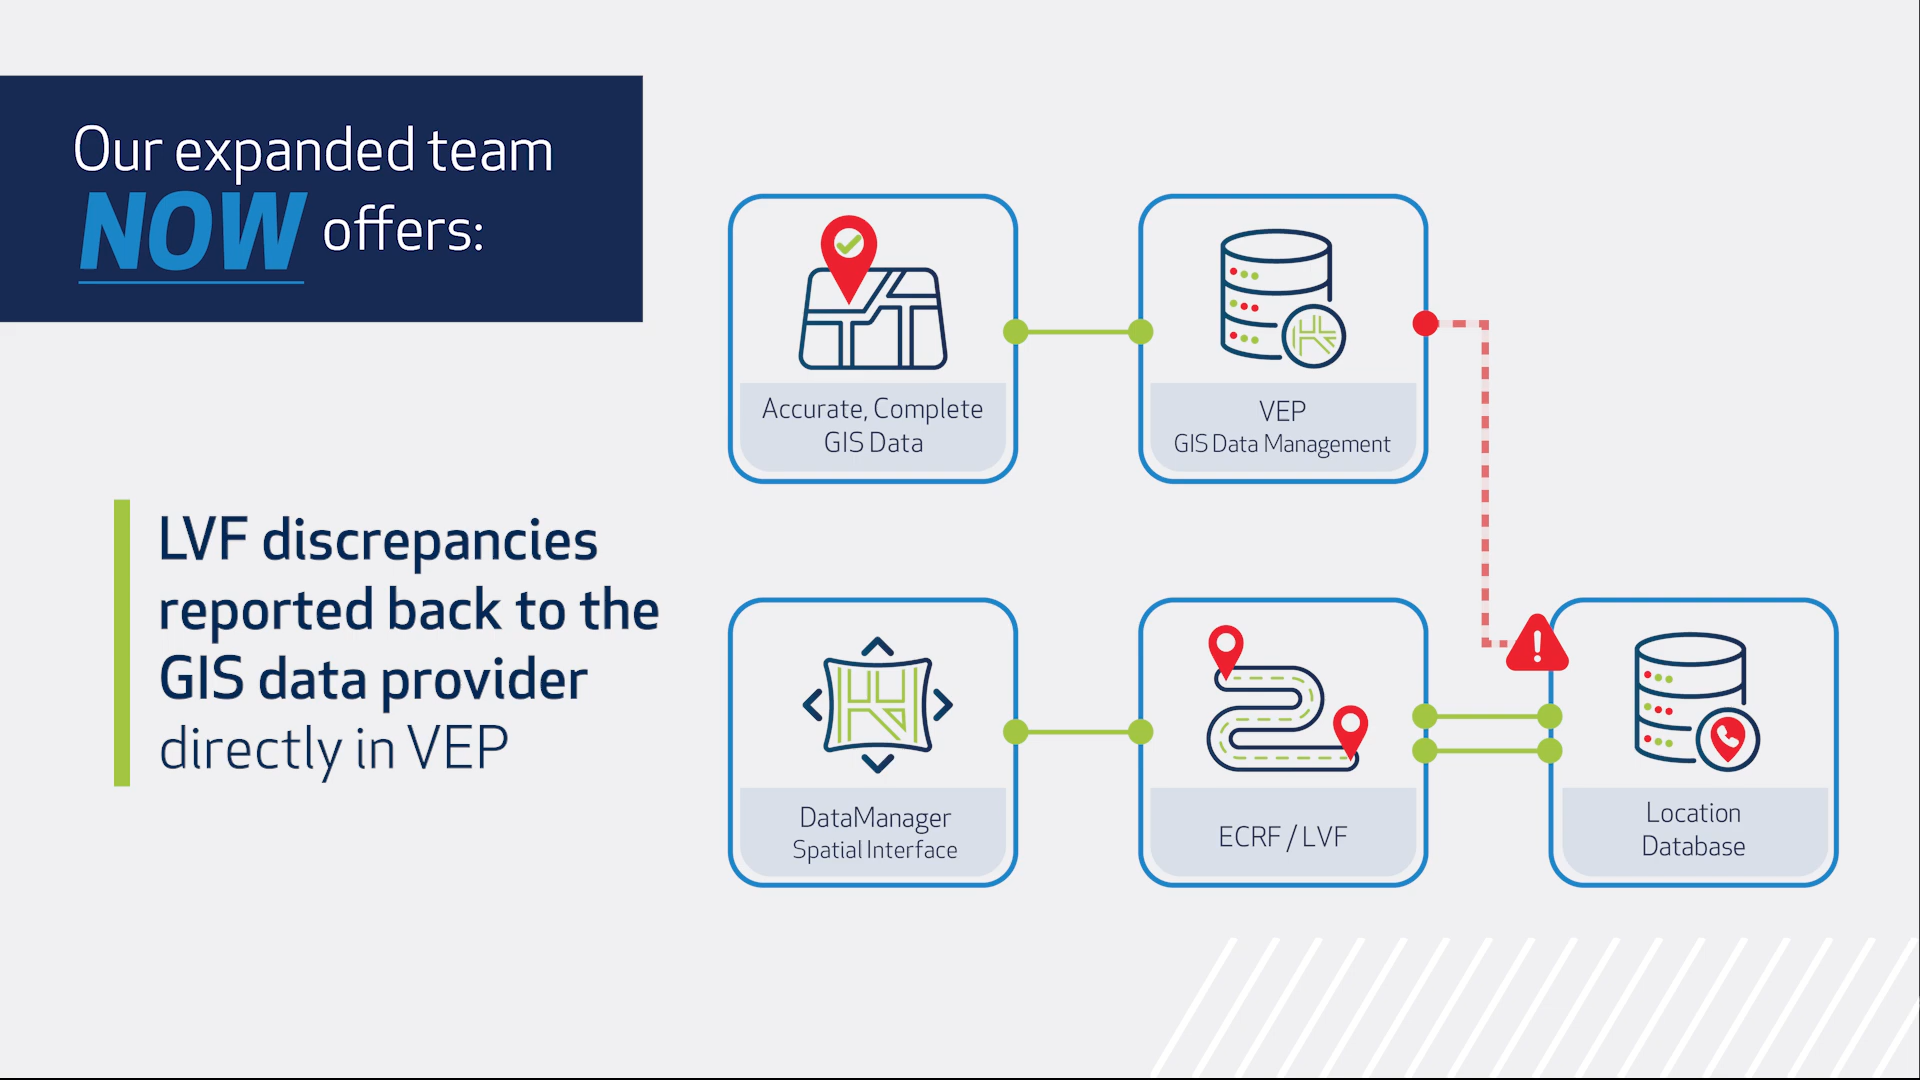 Our expanded team
NOW offers:
LVF discrepancies
reported back to the
GIS data provider
directly in VEP
Accurate, Complete
GIS Data
VEP
GIS Data Management
DataManager
Spatial Interface
ECRF / LVF
Location
Database